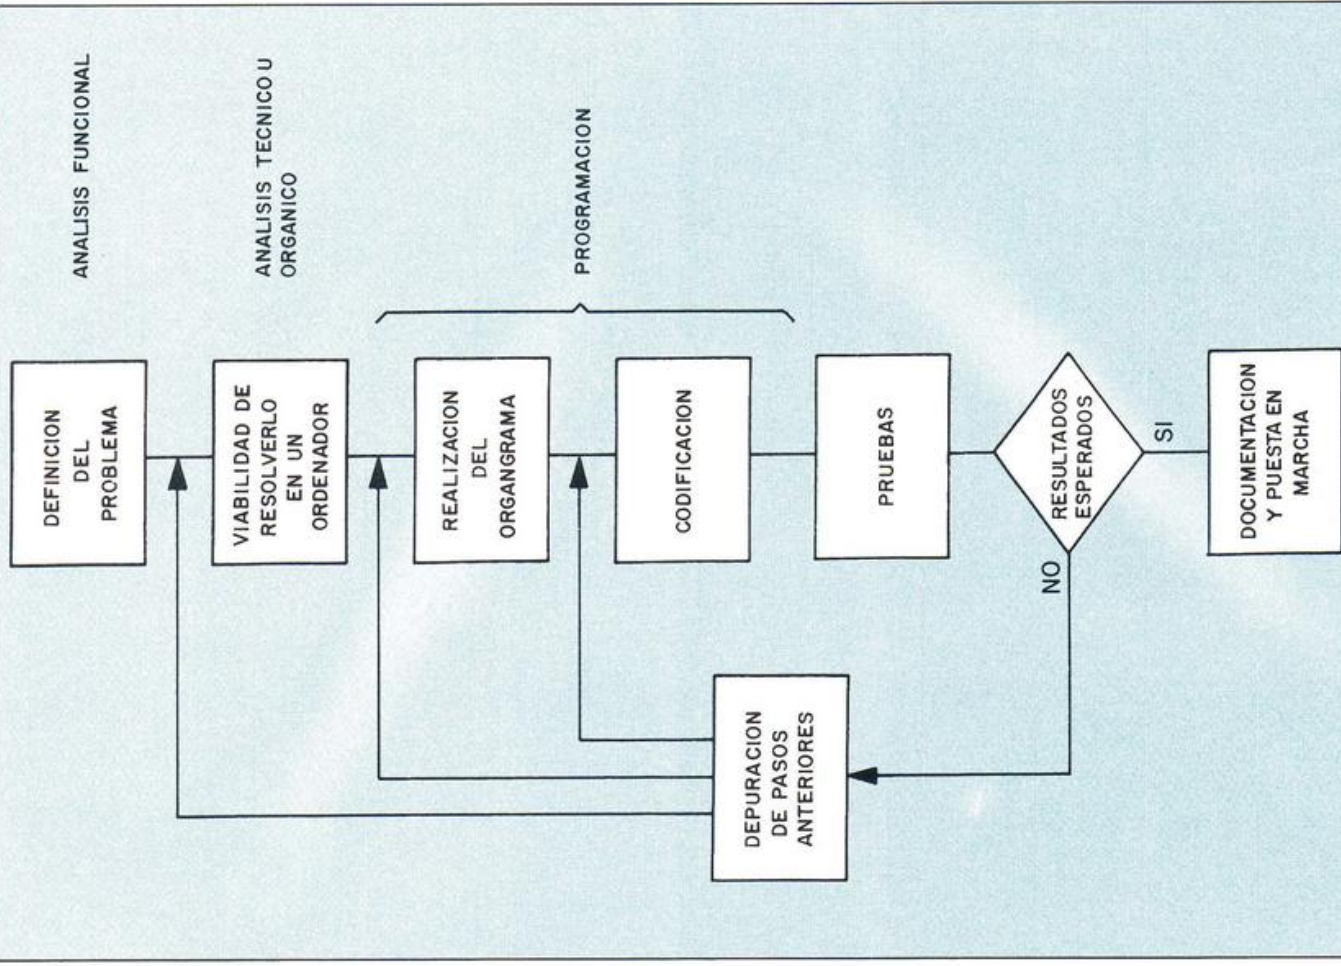 ANALISIS FUNCIONAL
ANALISIS TECNICO U
ORGANICO
PROGRAMACION
DEFINICION
DEL
PROBLEMA
VIABILIDAD DE
RESOLVERLO
EN UN
ORDENADOR
REALIZACION
DEL
ORGANGRAMA
CODIFICACION
PRUEBAS
RESULTADOS
ESPERADOS
SI
DOCUMENTACION
Y PUESTA EN
MARCHA
NO
DEPURACION
DE PASOS
ANTERIORES